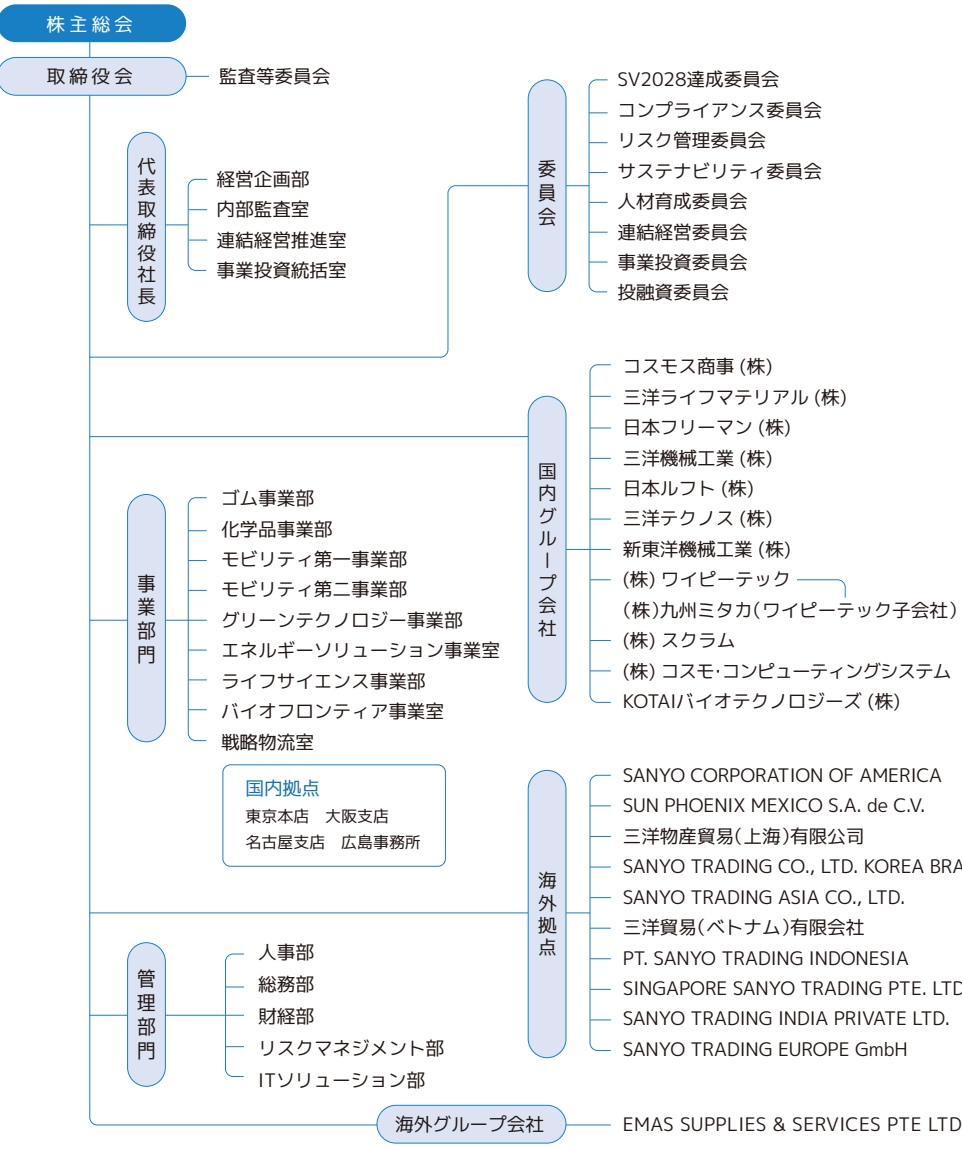 株主総会
取締役会
監査等委員会
代表取締役社長
経営企画部
内部監査室
連結経営推進室
事業投資統括室
委員会
SV2028達成委員会
コンプライアンス委員会
リスク管理委員会
サステナビリティ委員会
人材育成委員会
連結経営委員会
事業投資委員会
投融資委員会
国内グループ会社
コスモス商事 (株)
三洋ライフマテリアル (株)
日本フリーマン (株)
三洋機械工業 (株)
日本ルフト (株)
三洋テクノス (株)
新東洋機械工業 (株)
(株) ワイピーテック
(株)九州ミタカ(ワイピーテック子会社)
(株) スクラム
(株) コスモ・コンピューティングシステム
KOTAIバイオテクノロジーズ (株)
事業部門
ゴム事業部
化学品事業部
モビリティ第一事業部
モビリティ第二事業部
グリーンテクノロジー事業部
エネルギーソリューション事業室
ライフサイエンス事業部
バイオフロンティア事業室
戦略物流室
国内拠点
東京本店 大阪支店
名古屋支店 広島事務所
海外拠点
SANYO CORPORATION OF AMERICA
SUN PHOENIX MEXICO S.A. de C.V.
三洋物産貿易(上海)有限公司
SANYO TRADING CO., LTD. KOREA BRA
SANYO TRADING ASIA CO., LTD.
三洋貿易(ベトナム)有限会社
PT. SANYO TRADING INDONESIA
SINGAPORE SANYO TRADING PTE. LTD
SANYO TRADING INDIA PRIVATE LTD.
SANYO TRADING EUROPE GmbH
管理部門
人事部
総務部
財経部
リスクマネジメント部
ITソリューション部
海外グループ会社
EMAS SUPPLIES & SERVICES PTE LTD